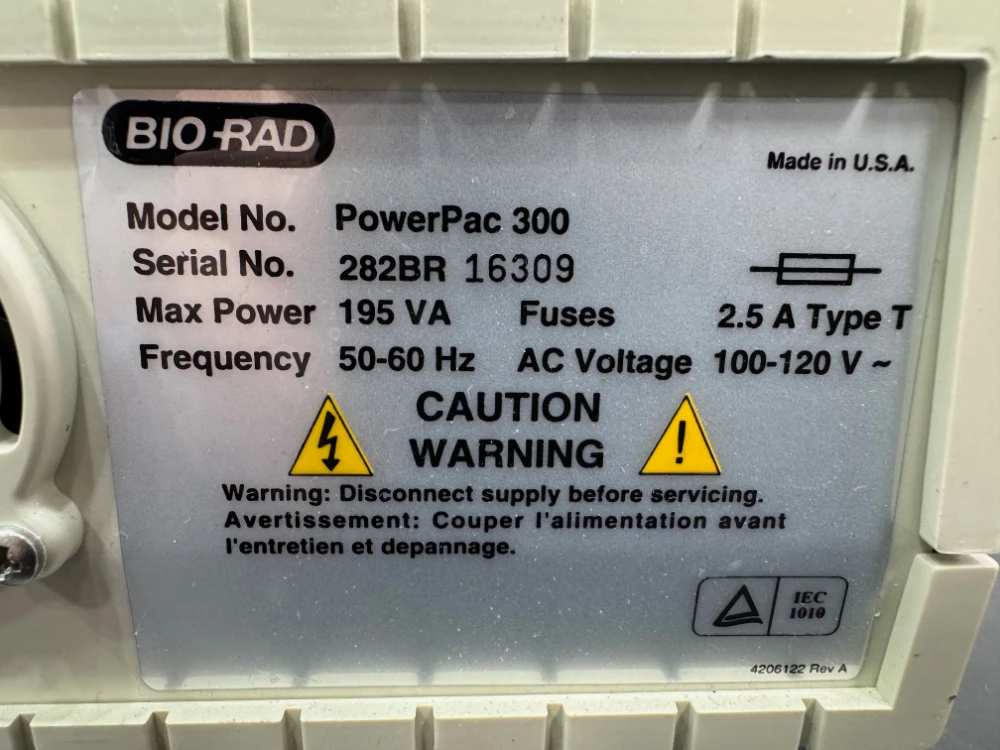 BIO-RAD
Made in U.S.A.
Model No. PowerPac 300
Serial No. 282BR 16309
Max Power 195 VA Fuses 2.5 A Type T
Frequency 50-60 Hz AC Voltage 100-120 V ~
CAUTION
WARNING
Warning: Disconnect supply before servicing.
Avertissement: Couper l'alimentation avant
l'entretien et depannage.
IEC
1010
4206122 Rev A